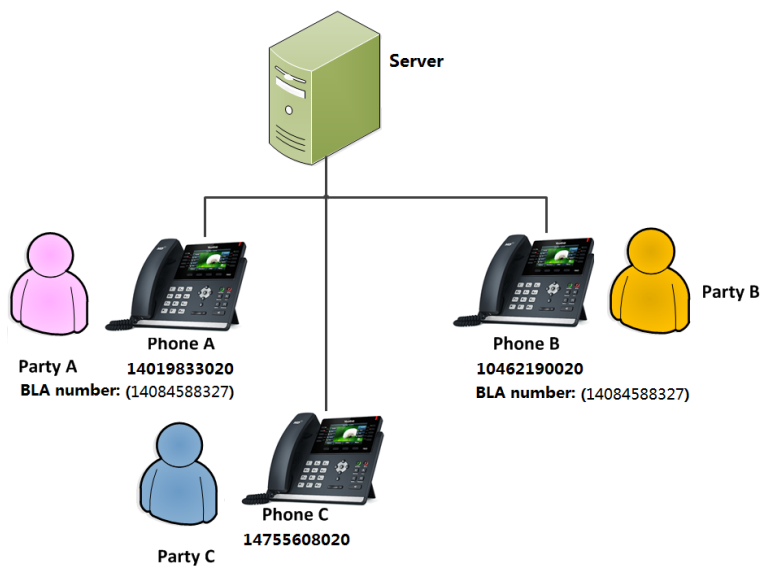 Server
Party B
Phone A
14019833020
Party A
BLA number: (14084588327)
Phone B
10462190020
BLA number: (14084588327)
Phone C
14755608020
Party C